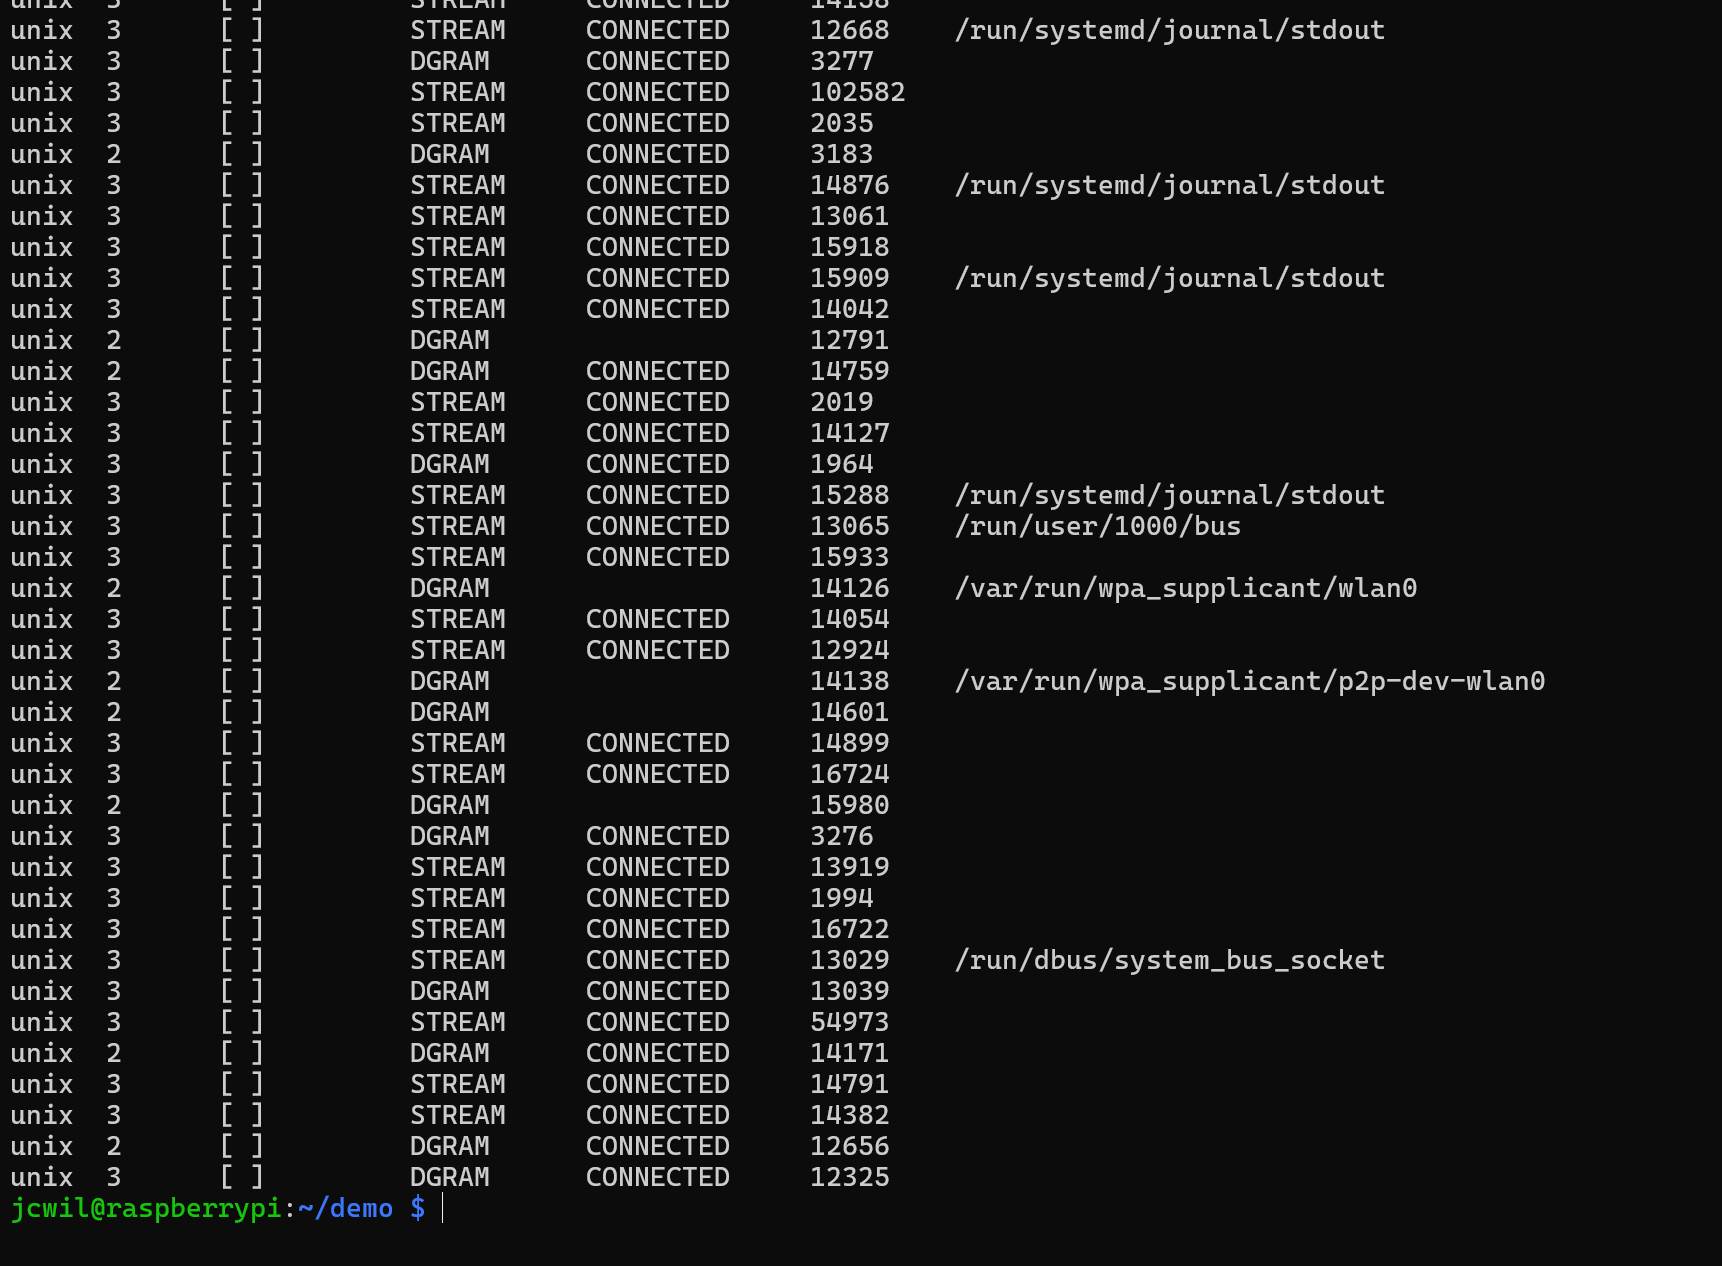 unix  3      [ ]         STREAM     CONNECTED     14158
unix  3      [ ]         STREAM     CONNECTED     12668    /run/systemd/journal/stdout
unix  3      [ ]         DGRAM      CONNECTED     3277
unix  3      [ ]         STREAM     CONNECTED     102582
unix  3      [ ]         STREAM     CONNECTED     2035
unix  2      [ ]         DGRAM      CONNECTED     3183
unix  3      [ ]         STREAM     CONNECTED     14876    /run/systemd/journal/stdout
unix  3      [ ]         STREAM     CONNECTED     13061
unix  3      [ ]         STREAM     CONNECTED     15918
unix  3      [ ]         STREAM     CONNECTED     15909    /run/systemd/journal/stdout
unix  3      [ ]         STREAM     CONNECTED     14042
unix  2      [ ]         DGRAM                    12791
unix  2      [ ]         DGRAM      CONNECTED     14759
unix  3      [ ]         STREAM     CONNECTED     2019
unix  3      [ ]         STREAM     CONNECTED     14127
unix  3      [ ]         DGRAM      CONNECTED     1964
unix  3      [ ]         STREAM     CONNECTED     15288    /run/systemd/journal/stdout
unix  3      [ ]         STREAM     CONNECTED     13065    /run/user/1000/bus
unix  3      [ ]         STREAM     CONNECTED     15933
unix  2      [ ]         DGRAM                    14126    /var/run/wpa_supplicant/wlan0
unix  3      [ ]         STREAM     CONNECTED     14054
unix  3      [ ]         STREAM     CONNECTED     12924
unix  2      [ ]         DGRAM                    14138    /var/run/wpa_supplicant/p2p-dev-wlan0
unix  2      [ ]         DGRAM                    14601
unix  3      [ ]         STREAM     CONNECTED     14899
unix  3      [ ]         STREAM     CONNECTED     16724
unix  2      [ ]         DGRAM                    15980
unix  3      [ ]         DGRAM      CONNECTED     3276
unix  3      [ ]         STREAM     CONNECTED     13919
unix  3      [ ]         STREAM     CONNECTED     1994
unix  3      [ ]         STREAM     CONNECTED     16722
unix  3      [ ]         STREAM     CONNECTED     13029    /run/dbus/system_bus_socket
unix  3      [ ]         DGRAM      CONNECTED     13039
unix  3      [ ]         STREAM     CONNECTED     54973
unix  2      [ ]         DGRAM      CONNECTED     14171
unix  3      [ ]         STREAM     CONNECTED     14791
unix  3      [ ]         STREAM     CONNECTED     14382
unix  2      [ ]         DGRAM      CONNECTED     12656
unix  3      [ ]         DGRAM      CONNECTED     12325
jcwil@raspberrypi:~/demo $